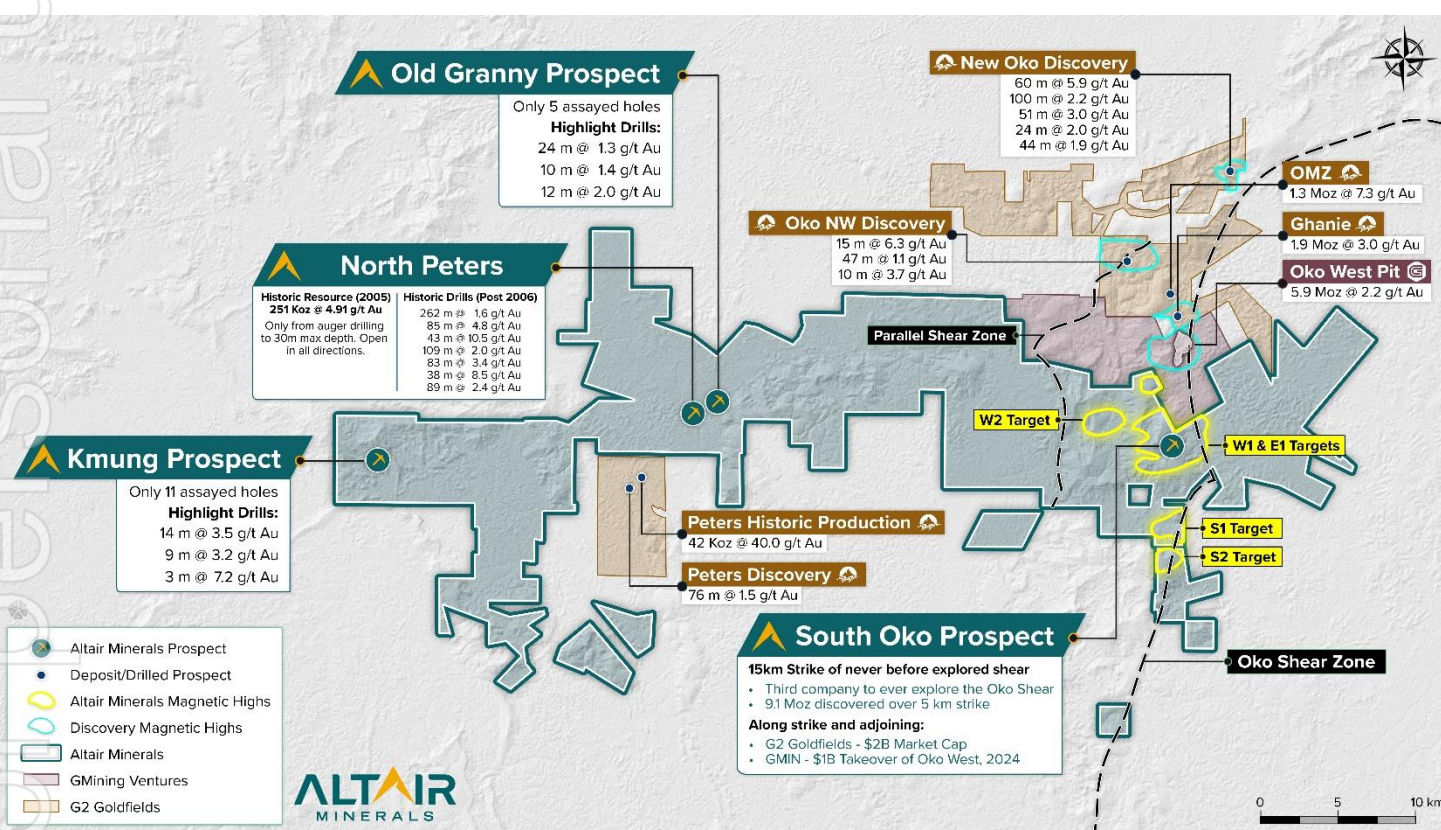 Old Granny Prospect
Only 5 assayed holes
Highlight Drills:
24 m @ 1.3 g/t Au
10 m @ 1.4 g/t Au
12 m @ 2.0 g/t Au
New Oko Discovery
60 m @ 5.9 g/t Au
100 m @ 2.2 g/t Au
51 m @ 3.0 g/t Au
24 m @ 2.0 g/t Au
44 m @ 1.9 g/t Au
OMZ
1.3 Moz @ 7.3 g/t Au
Ghanie
1.9 Moz @ 3.0 g/t Au
Oko West Pit
5.9 Moz @ 2.2 g/t Au
Oko NW Discovery
15 m @ 6.3 g/t Au
47 m @ 1.1 g/t Au
10 m @ 3.7 g/t Au
North Peters
Historic Resource (2005)
251 Koz @ 4.91 g/t Au
Only from auger drilling
to 30m max depth. Open
in all directions.
Historic Drills (Post 2006)
262 m @ 1.6 g/t Au
85 m @ 4.8 g/t Au
43 m @ 10.5 g/t Au
109 m @ 2.0 g/t Au
83 m @ 3.4 g/t Au
38 m @ 8.5 g/t Au
89 m @ 2.4 g/t Au
Parallel Shear Zone
W2 Target
W1 & E1 Targets
Kmung Prospect
Only 11 assayed holes
Highlight Drills:
14 m @ 3.5 g/t Au
9 m @ 3.2 g/t Au
3 m @ 7.2 g/t Au
Peters Historic Production
42 Koz @ 40.0 g/t Au
Peters Discovery
76 m @ 1.5 g/t Au
S1 Target
S2 Target
South Oko Prospect
15km Strike of never before explored shear
• Third company to ever explore the Oko Shear
• 9.1 Moz discovered over 5 km strike
Along strike and adjoining:
• G2 Goldfields - $2B Market Cap
• GMIN - $1B Takeover of Oko West, 2024
Oko Shear Zone
Altair Minerals Prospect
Deposit/Drilled Prospect
Altair Minerals Magnetic Highs
Discovery Magnetic Highs
Altair Minerals
GMining Ventures
G2 Goldfields
ALTAIR
MINERALS
0 5 10 km